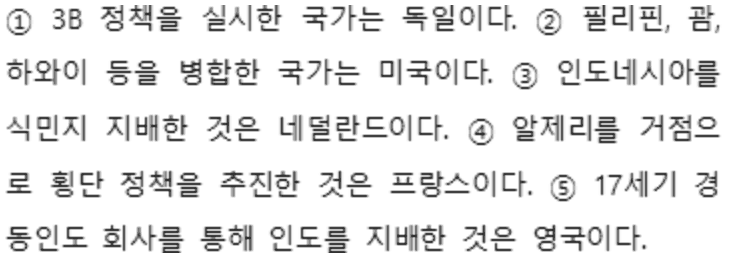 ① 3B 정책을 실시한 국가는 독일이다. ② 필리핀, 괌,
하와이 등을 병합한 국가는 미국이다. ③ 인도네시아를
식민지 지배한 것은 네덜란드이다. ④ 알제리를 거점으
로 횡단 정책을 추진한 것은 프랑스이다. ⑤ 17세기 경
동인도 회사를 통해 인도를 지배한 것은 영국이다.